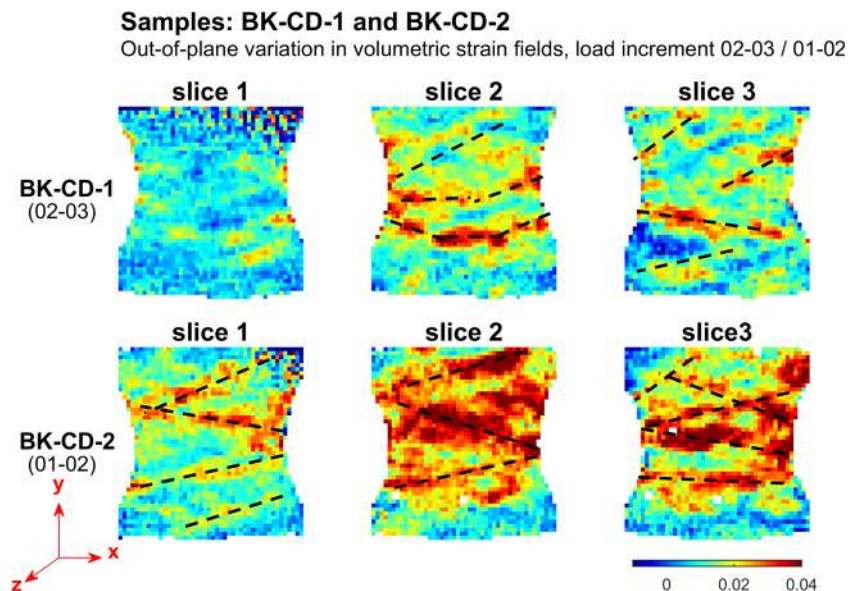 Samples: BK-CD-1 and BK-CD-2
Out-of-plane variation in volumetric strain fields, load increment 02-03 / 01-02
slice 1
slice 2
slice 3
BK-CD-1
(02-03)
slice 1
slice 2
slice3
BK-CD-2
(01-02)
y
x
z
0
0.02
0.04